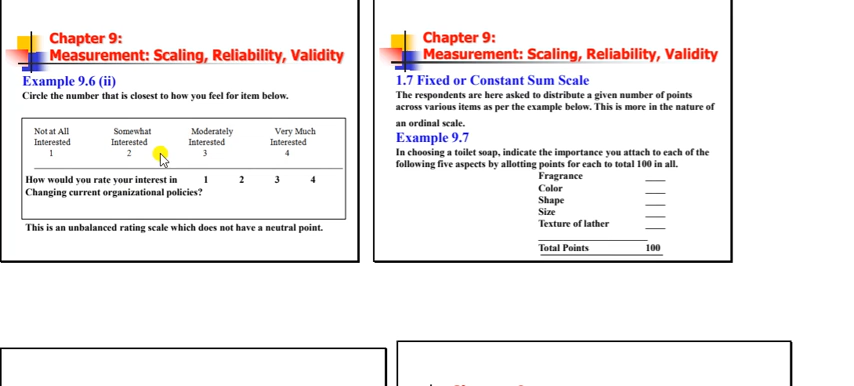 Chapter 9:
Measurement: Scaling, Reliability, Validity
Example 9.6 (ii)
Circle the number that is closest to how you feel for item below.
Not at All Somewhat Moderately Very Much
Interested Interested Interested Interested
1 2 3 4
How would you rate your interest in 1 2 3 4
Changing current organizational policies?
This is an unbalanced rating scale which does not have a neutral point.
Chapter 9:
Measurement: Scaling, Reliability, Validity
1.7 Fixed or Constant Sum Scale
The respondents are here asked to distribute a given number of points
across various items as per the example below. This is more in the nature of
an ordinal scale.
Example 9.7
In choosing a toilet soap, indicate the importance you attach to each of the
following five aspects by allotting points for each to total 100 in all.
Fragrance ___
Color ___
Shape ___
Size ___
Texture of lather ___
Total Points 100